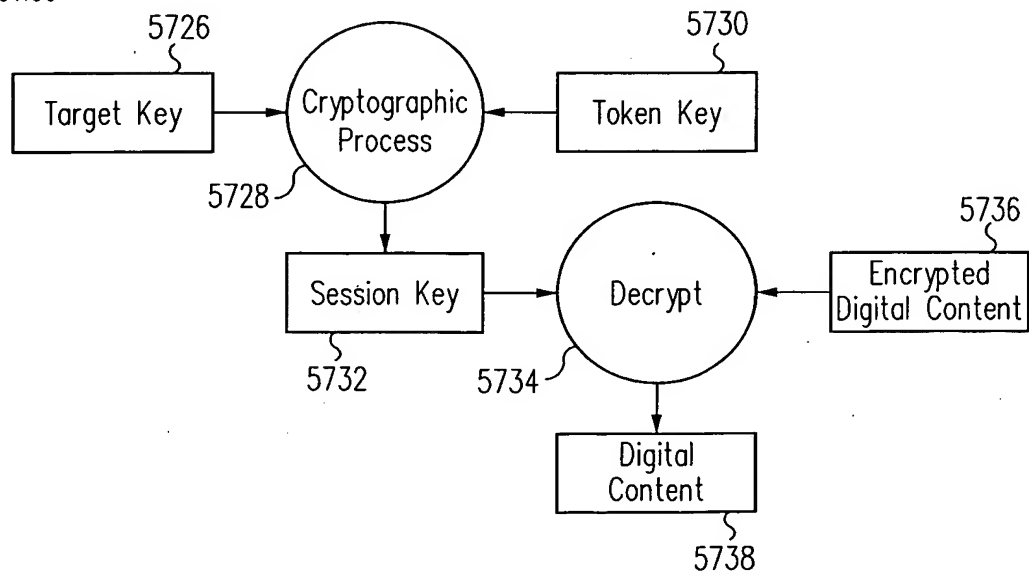 5726
5730
Target Key
Cryptographic
Process
Token Key
5728
5736
Session Key
Decrypt
Encrypted
Digital Content
5732
5734
Digital
Content
5738